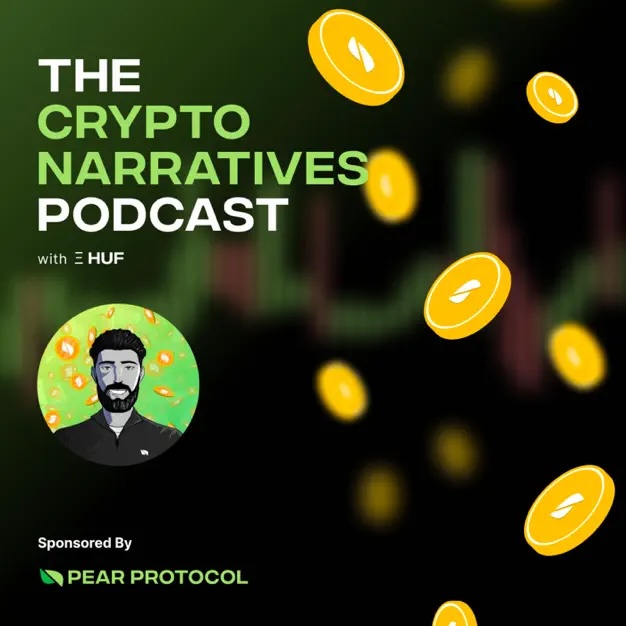 THE
CRYPTO
NARRATIVES
PODCAST
with Ξ HUF
Sponsored By
PEAR PROTOCOL